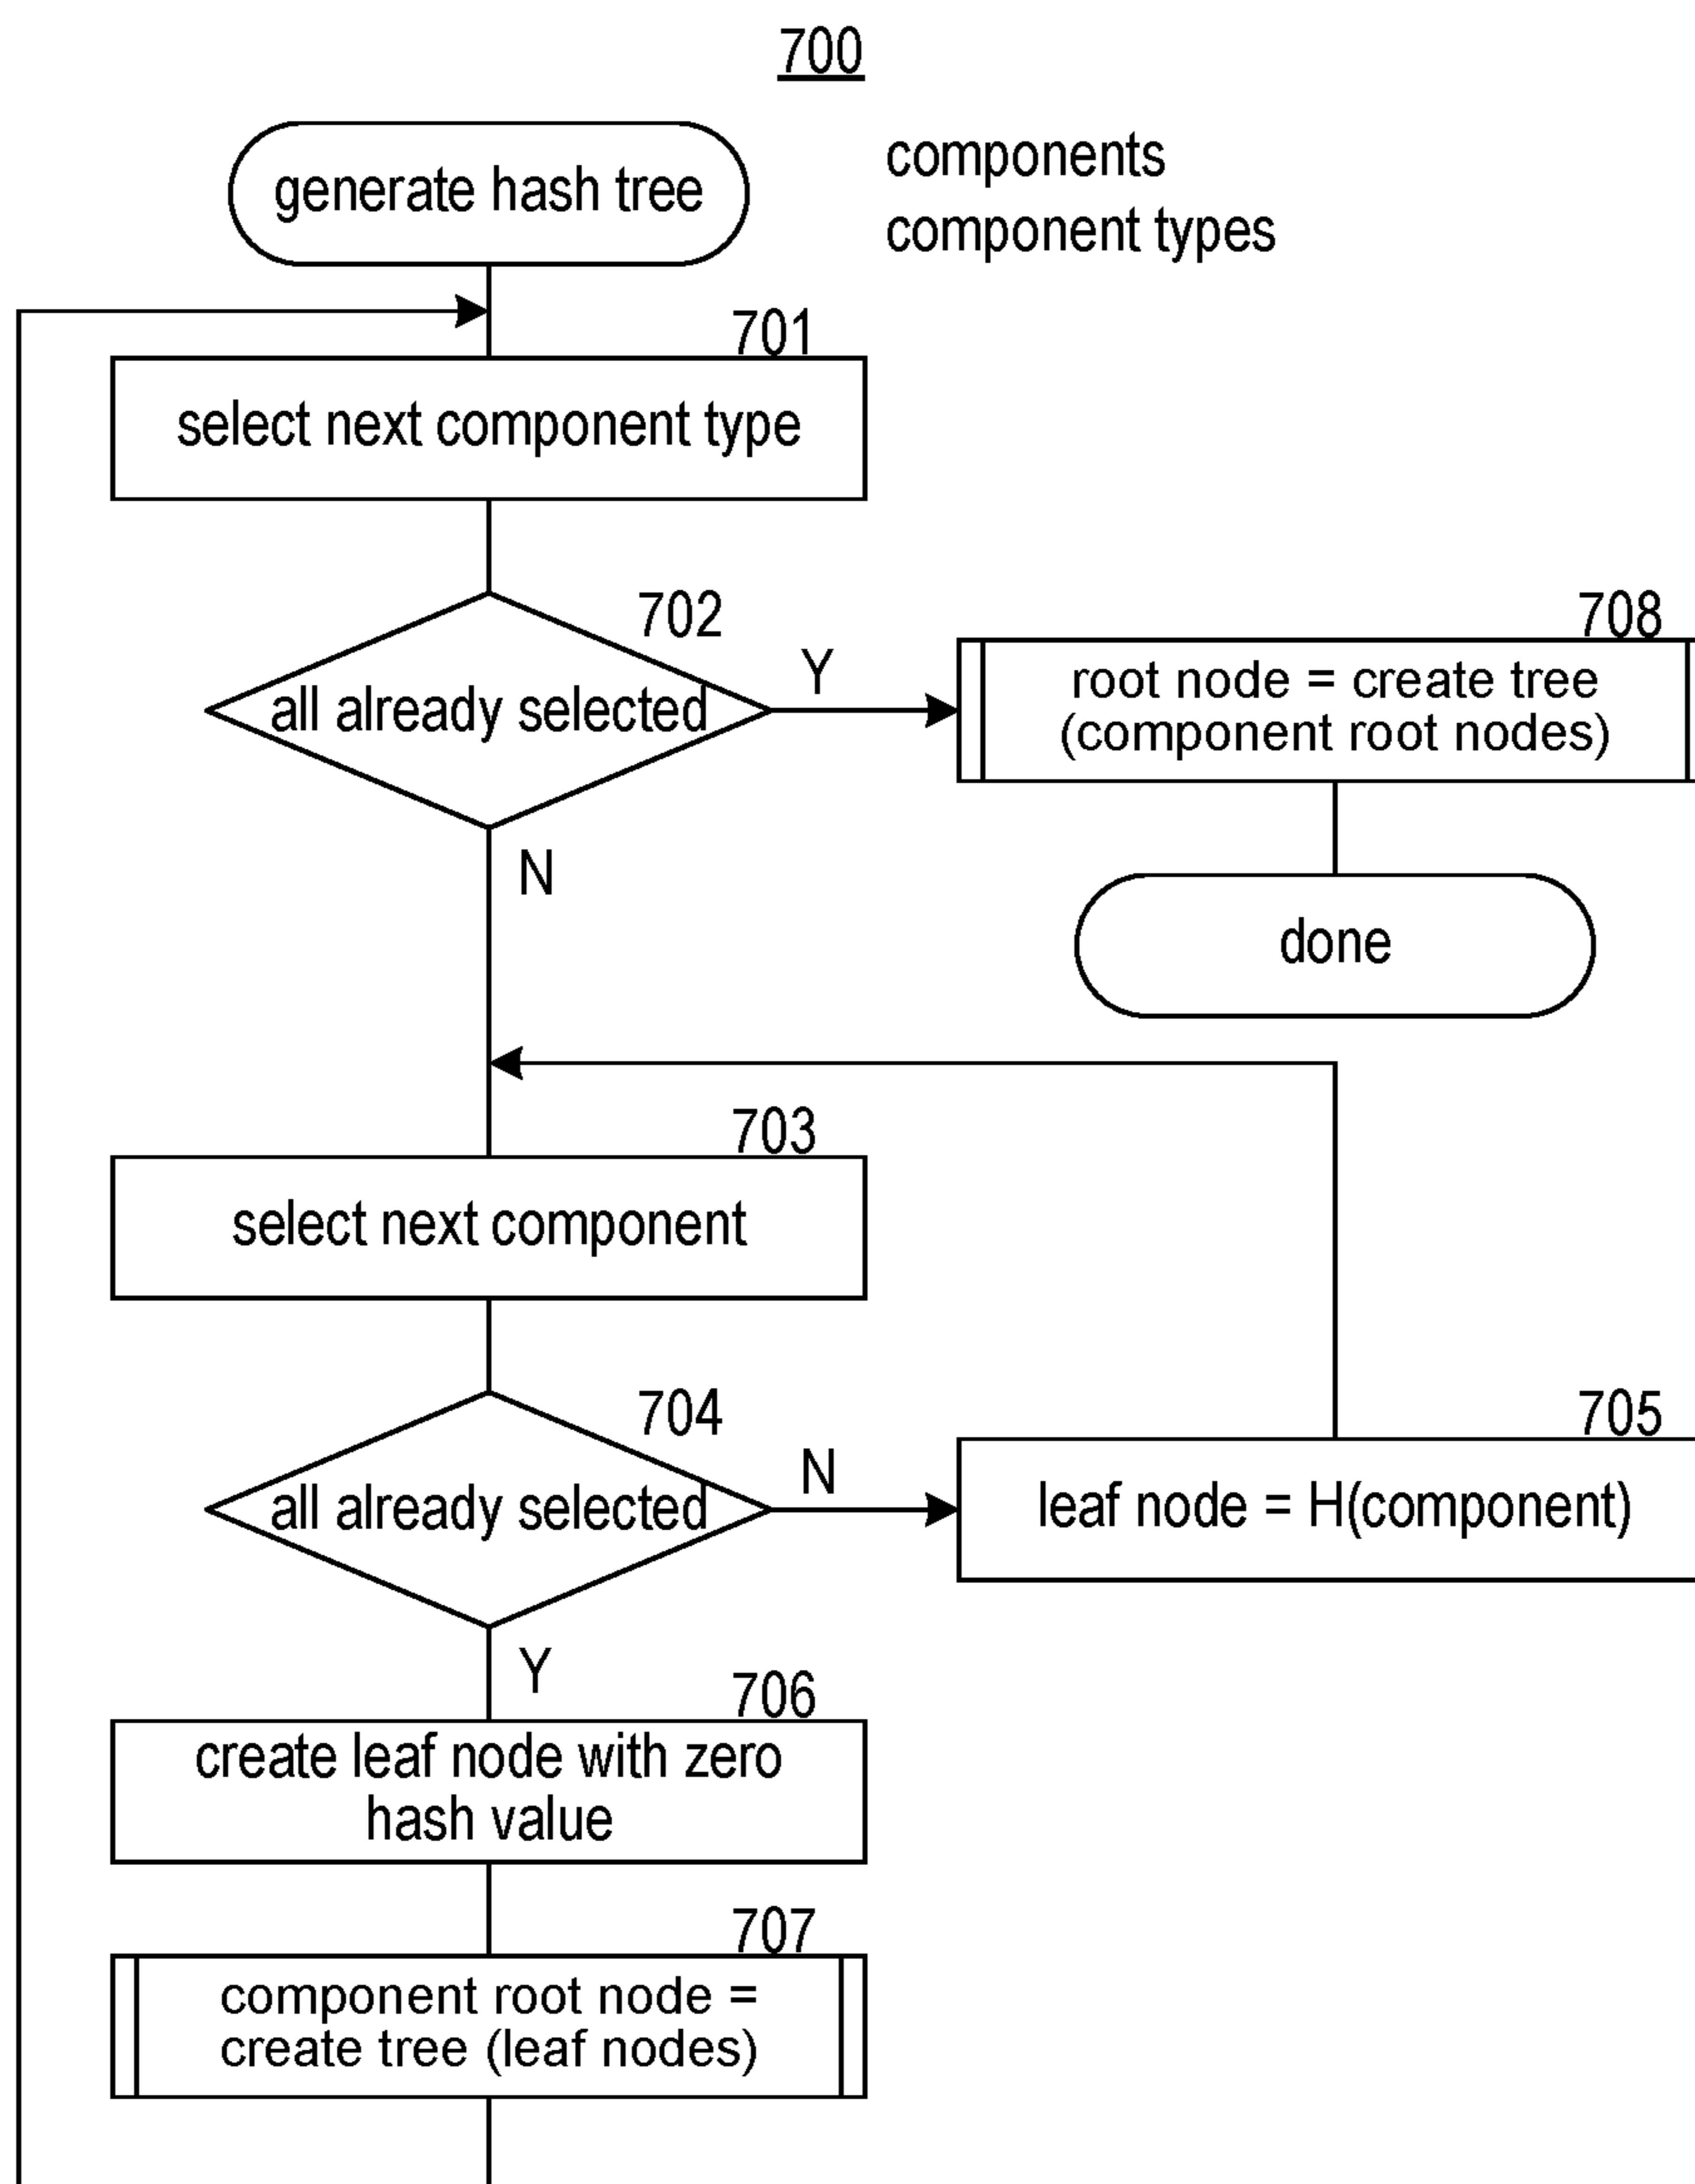 700
generate hash tree
components
component types
701
select next component type
702
all already selected
Y
N
708
root node = create tree
(component root nodes)
done
703
select next component
704
all already selected
N
Y
705
leaf node = H(component)
706
create leaf node with zero
hash value
707
component root node =
create tree (leaf nodes)